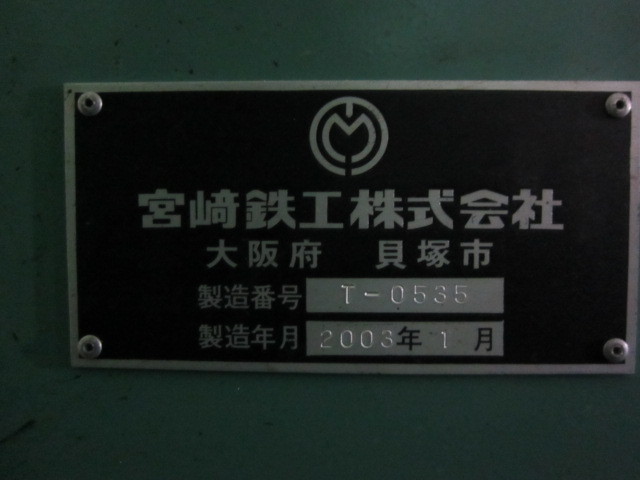 宮﨑鉄工株式会社
大阪府 貝塚市
製造番号 T-0535
製造年月 2003年1月